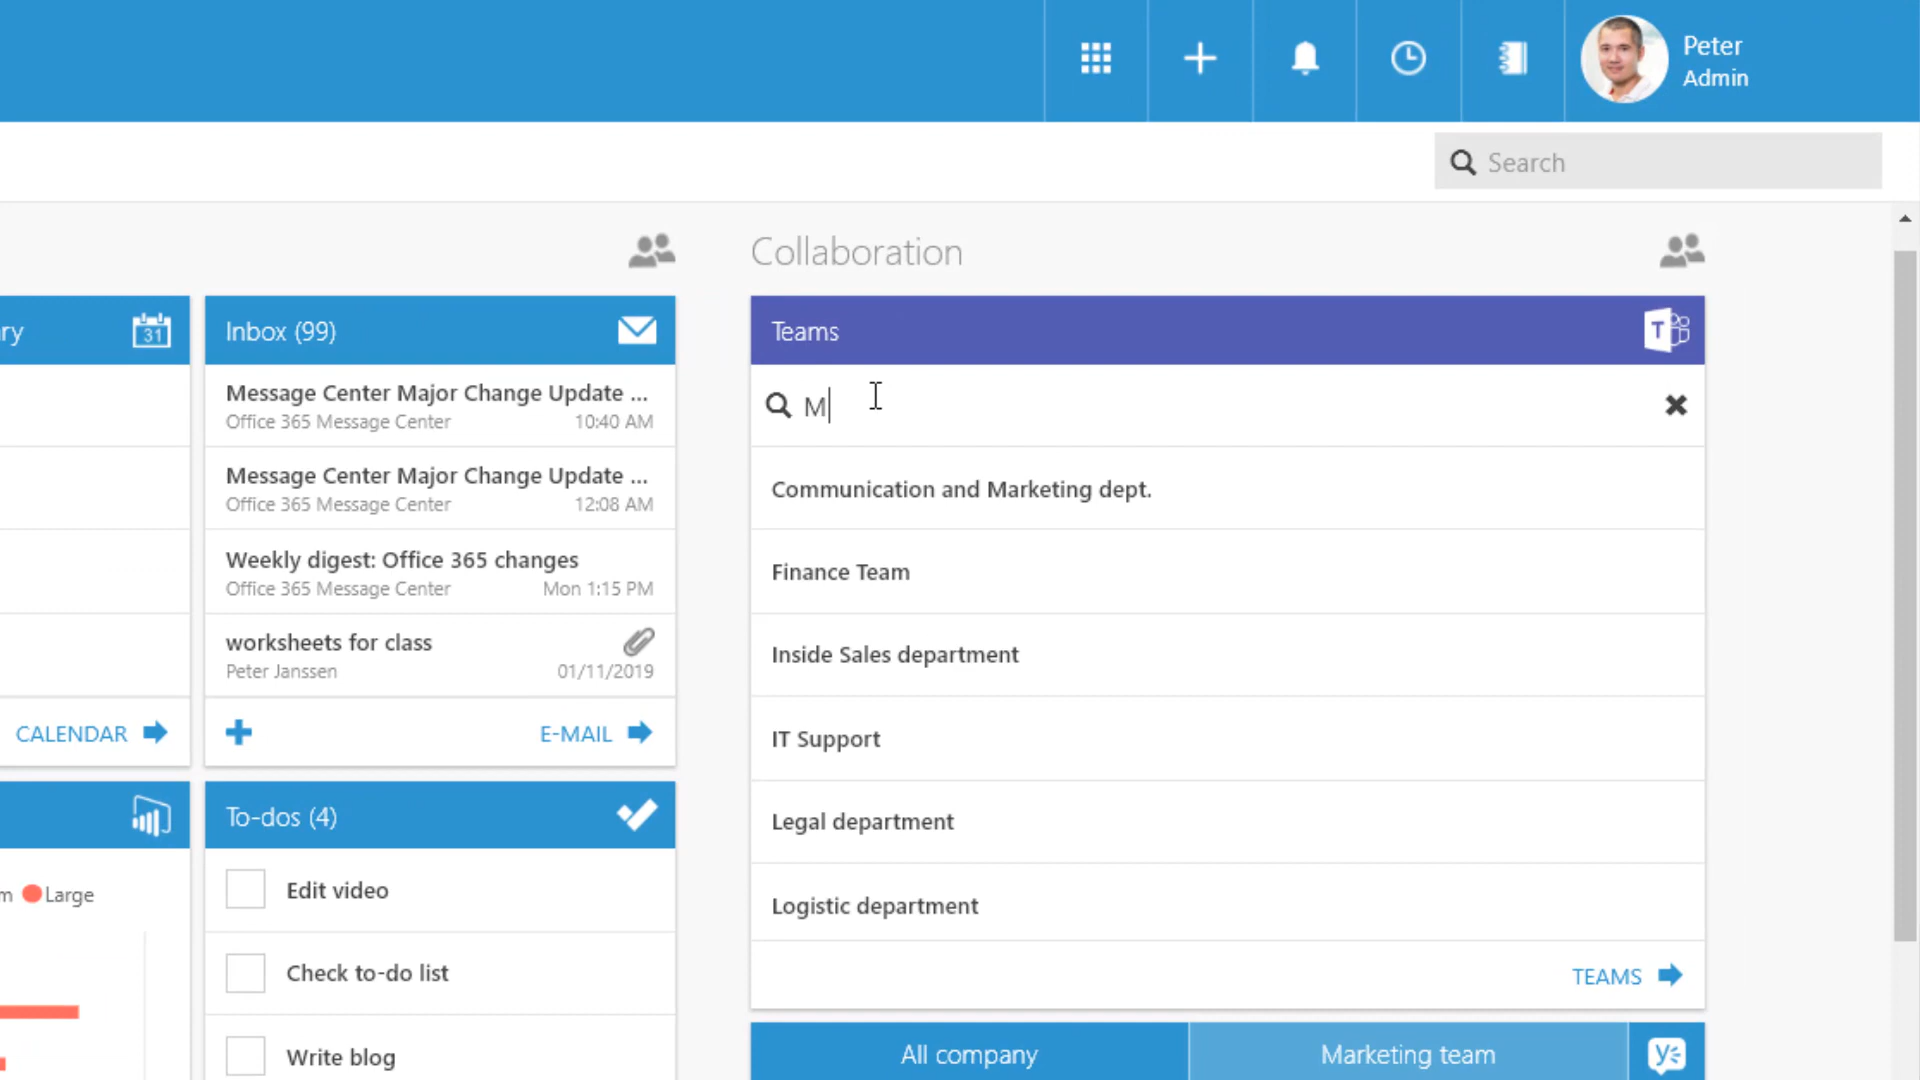 Peter
Admin
Search
Collaboration
ry
31
Inbox (99)
Message Center Major Change Update ...
Office 365 Message Center 10:40 AM
Message Center Major Change Update ...
Office 365 Message Center 12:08 AM
Weekly digest: Office 365 changes
Office 365 Message Center Mon 1:15 PM
worksheets for class
Peter Janssen 01/11/2019
CALENDAR
E-MAIL
To-dos (4)
m Large
Edit video
Check to-do list
Write blog
Teams
T
M
Communication and Marketing dept.
Finance Team
Inside Sales department
IT Support
Legal department
Logistic department
TEAMS
All company
Marketing team